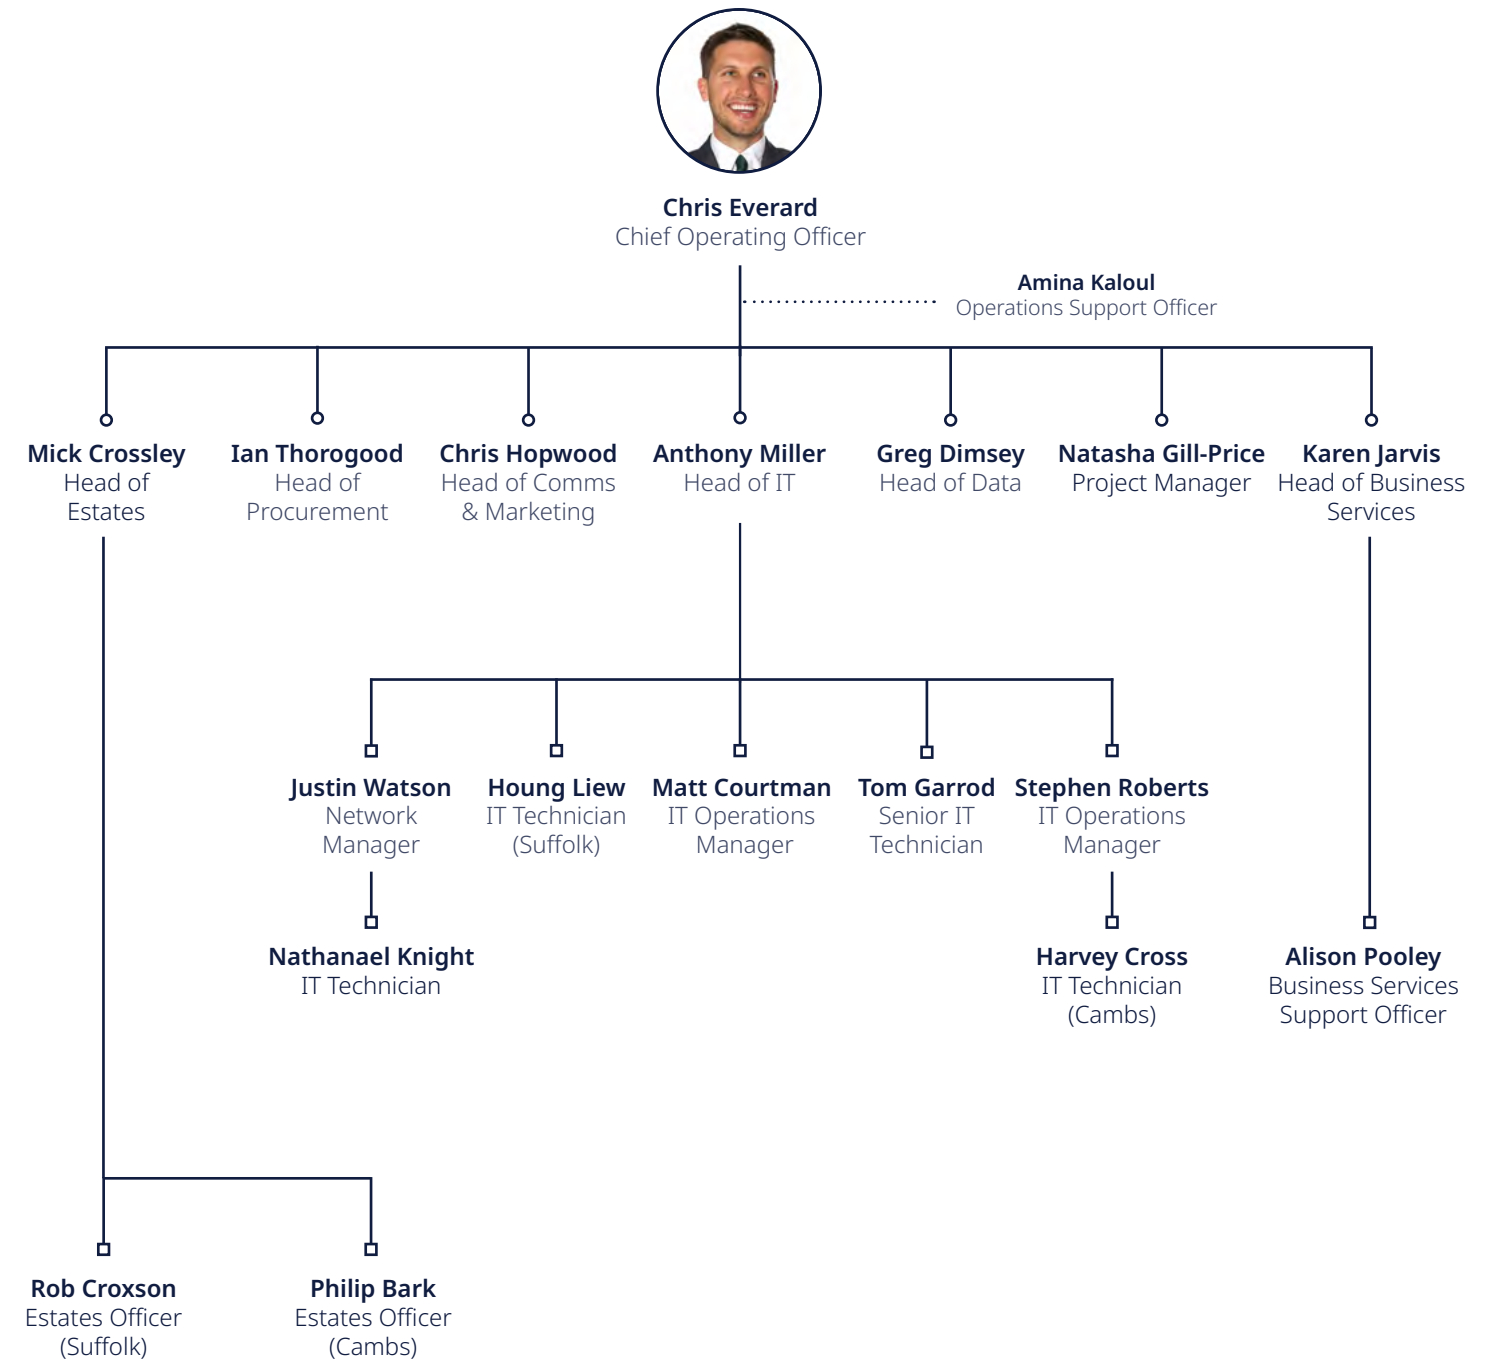 Chris Everard
Chief Operating Officer
Amina Kaloul
Operations Support Officer
Mick Crossley
Head of
Estates
Ian Thorogood
Head of
Procurement
Chris Hopwood
Head of Comms
& Marketing
Anthony Miller
Head of IT
Greg Dimsey
Head of Data
Natasha Gill-Price
Project Manager
Karen Jarvis
Head of Business
Services
Justin Watson
Network
Manager
Houng Liew
IT Technician
(Suffolk)
Matt Courtman
IT Operations
Manager
Tom Garrod
Senior IT
Technician
Stephen Roberts
IT Operations
Manager
Nathanael Knight
IT Technician
Harvey Cross
IT Technician
(Cambs)
Alison Pooley
Business Services
Support Officer
Rob Croxson
Estates Officer
(Suffolk)
Philip Bark
Estates Officer
(Cambs)